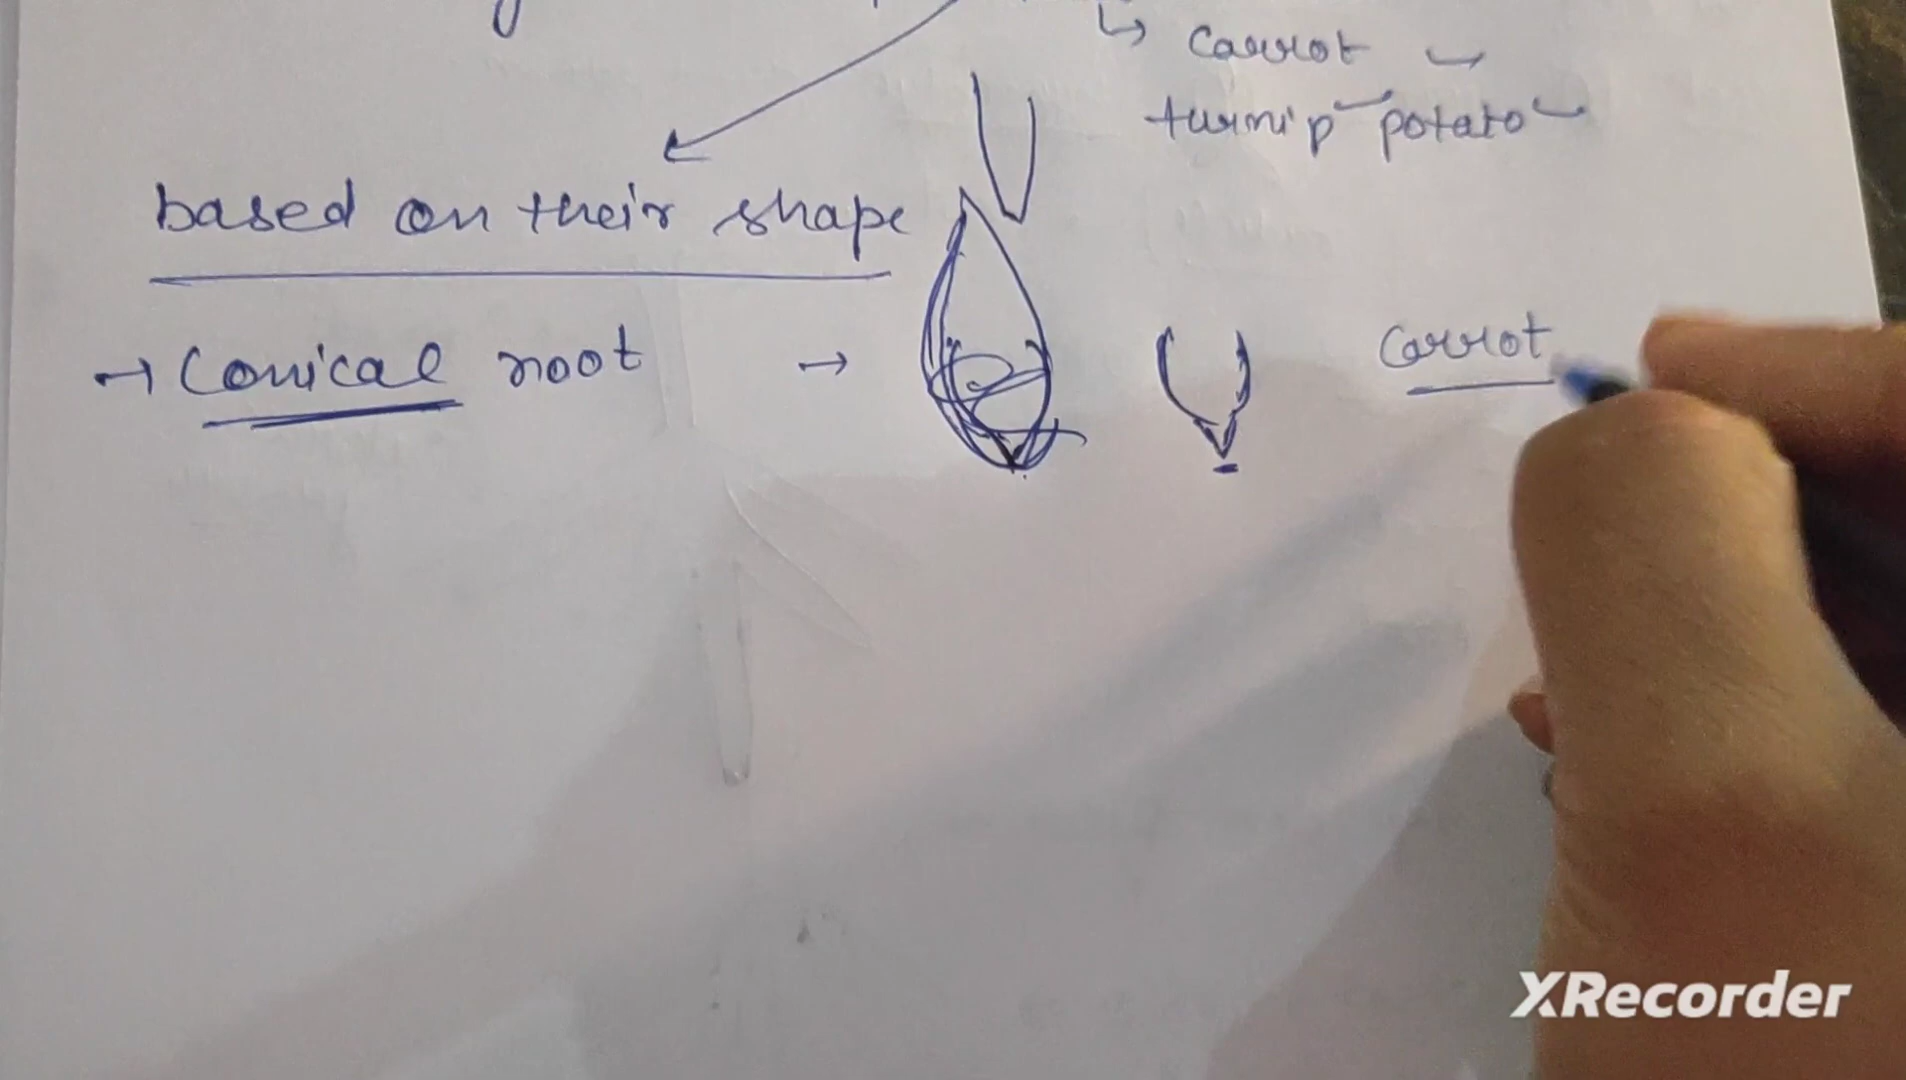 ↳ Carrot
turnip potato
based on their shape
→ Conical root →
Carrot
XRecorder